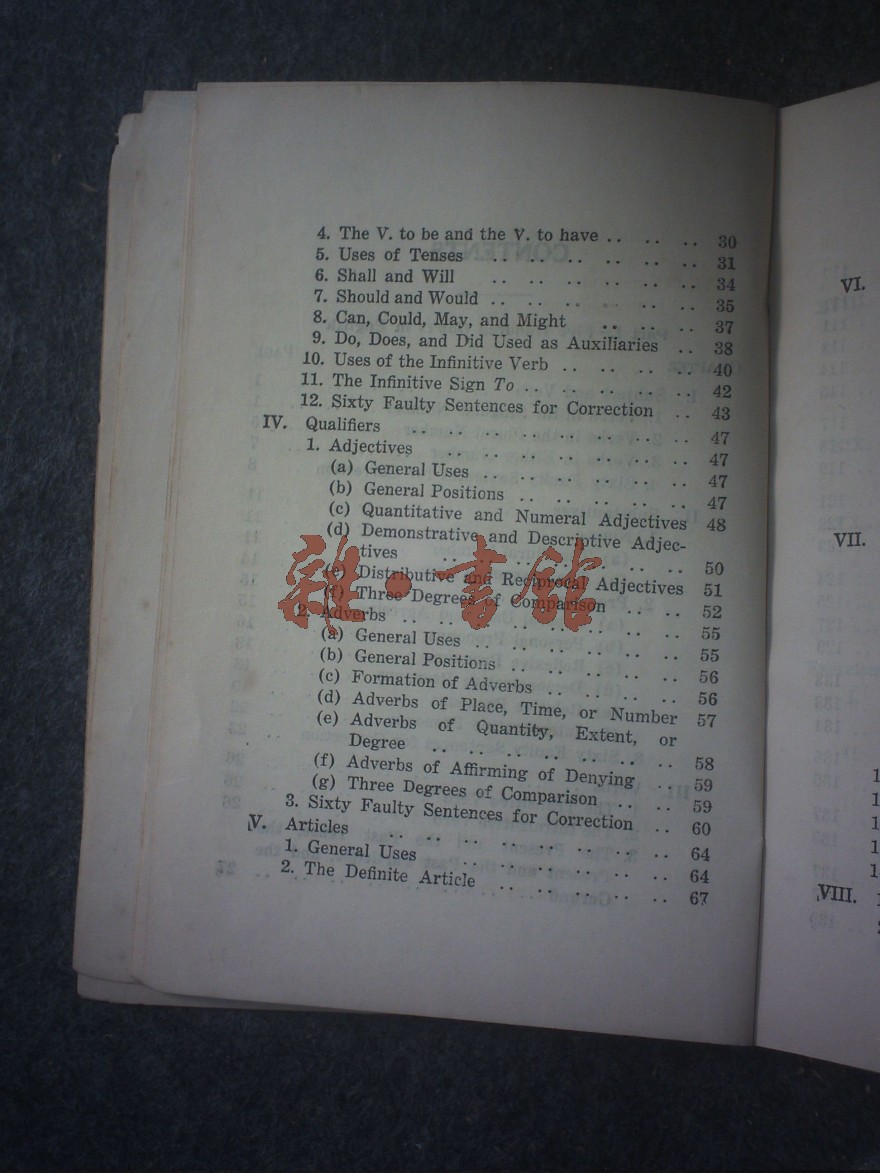 4. The V. to be and the V. to have .. .. .. 30
5. Uses of Tenses .. .. .. .. .. .. 31
6. Shall and Will .. .. .. .. .. .. 34
7. Should and Would .. .. .. .. .. .. 35
8. Can, Could, May, and Might .. .. .. 37
9. Do, Does, and Did Used as Auxiliaries .. 38
10. Uses of the Infinitive Verb .. .. .. .. 40
11. The Infinitive Sign To .. .. .. .. .. 42
12. Sixty Faulty Sentences for Correction .. 43
IV. Qualifiers .. .. .. .. .. .. .. .. 47
1. Adjectives .. .. .. .. .. .. .. 47
(a) General Uses .. .. .. .. .. .. 47
(b) General Positions .. .. .. .. .. 47
(c) Quantitative and Numeral Adjectives 48
(d) Demonstrative and Descriptive Adjec-
tives .. .. .. .. .. .. .. 50
(e) Distributive and Reciprocal Adjectives 51
(f) Three Degrees of Comparison .. .. 52
2. Adverbs .. .. .. .. .. .. .. .. 55
(a) General Uses .. .. .. .. .. .. 55
(b) General Positions .. .. .. .. .. 56
(c) Formation of Adverbs .. .. .. .. 56
(d) Adverbs of Place, Time, or Number 57
(e) Adverbs of Quantity, Extent, or
Degree .. .. .. .. .. .. .. 58
(f) Adverbs of Affirming of Denying .. 59
(g) Three Degrees of Comparison .. .. 59
3. Sixty Faulty Sentences for Correction .. 60
V. Articles .. .. .. .. .. .. .. .. 64
1. General Uses .. .. .. .. .. .. 64
2. The Definite Article .. .. .. .. .. 67
VI.
VII.
VIII.
雜·書館